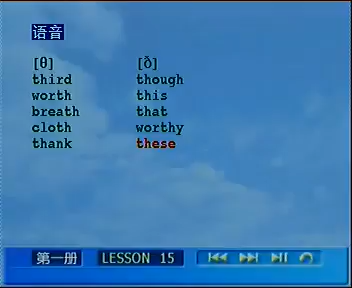 语音
[θ] [ð]
third though
worth this
breath that
cloth worthy
thank these
第一册 LESSON 15